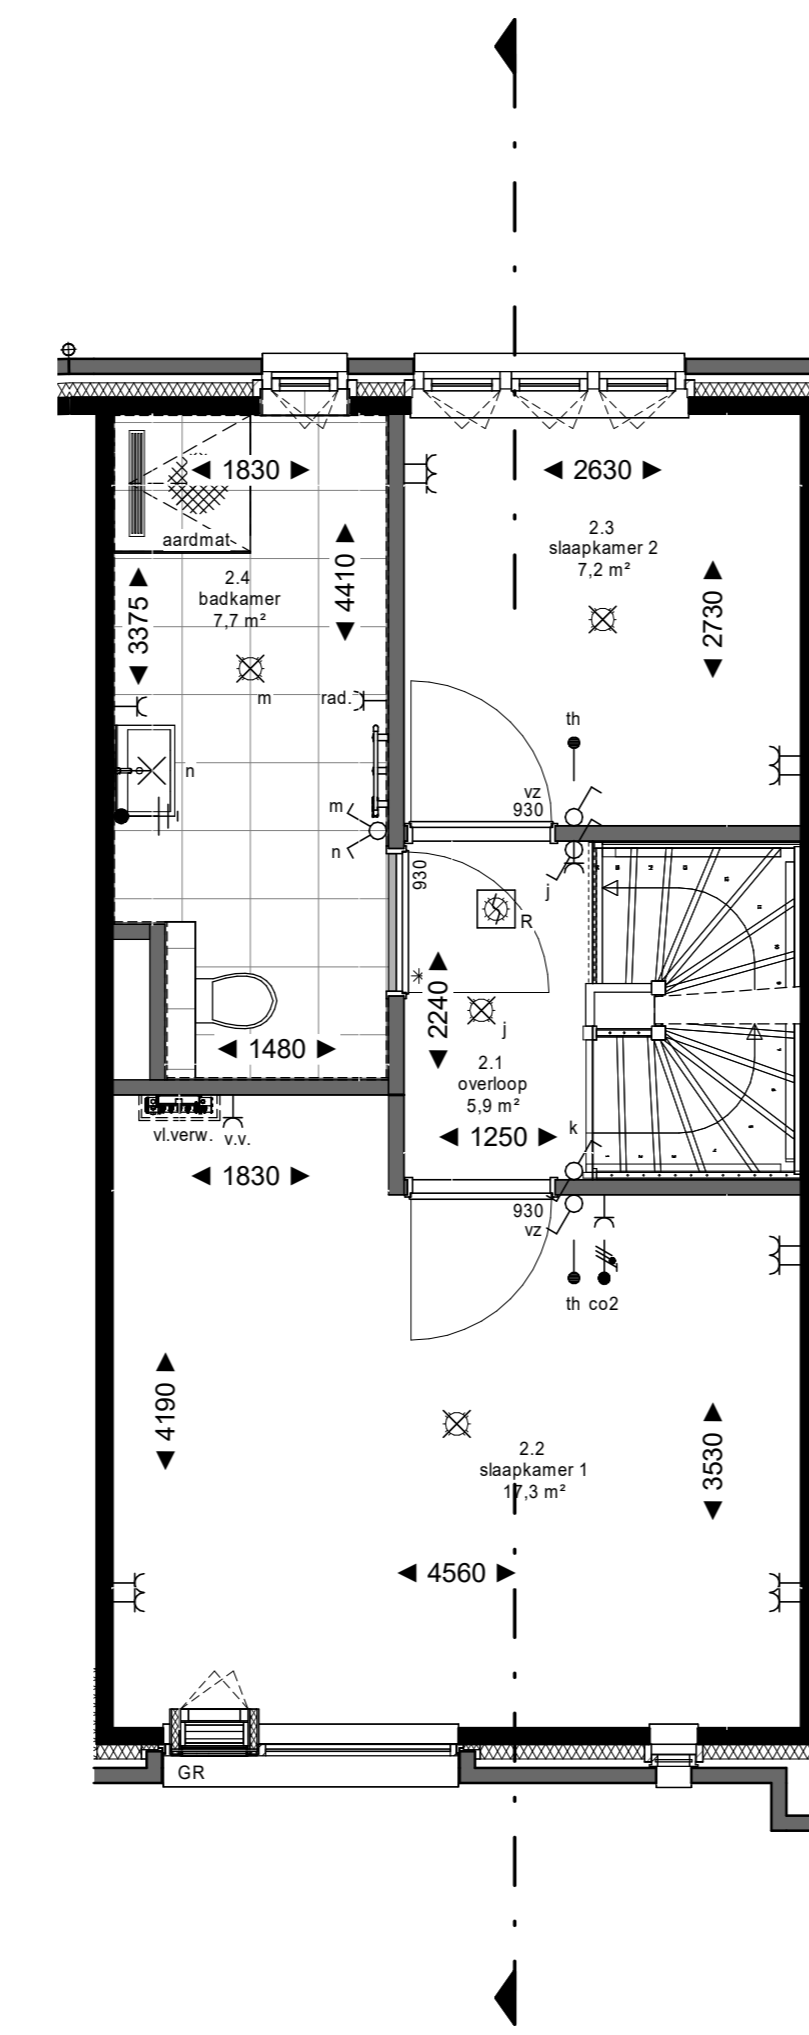 1830
2630
2.3
slaapkamer 2
7,2 m²
aardmat
2.4
badkamer
7,7 m²
4410
3375
2730
m
rad.
th
n
vz
930
m
n
930
j
R
2240
j
1480
2.1
overloop
5,9 m²
k
vl.verw.
v.v.
1250
1830
930
vz
th
co2
4190
3530
2.2
slaapkamer 1
17,3 m²
4560
GR